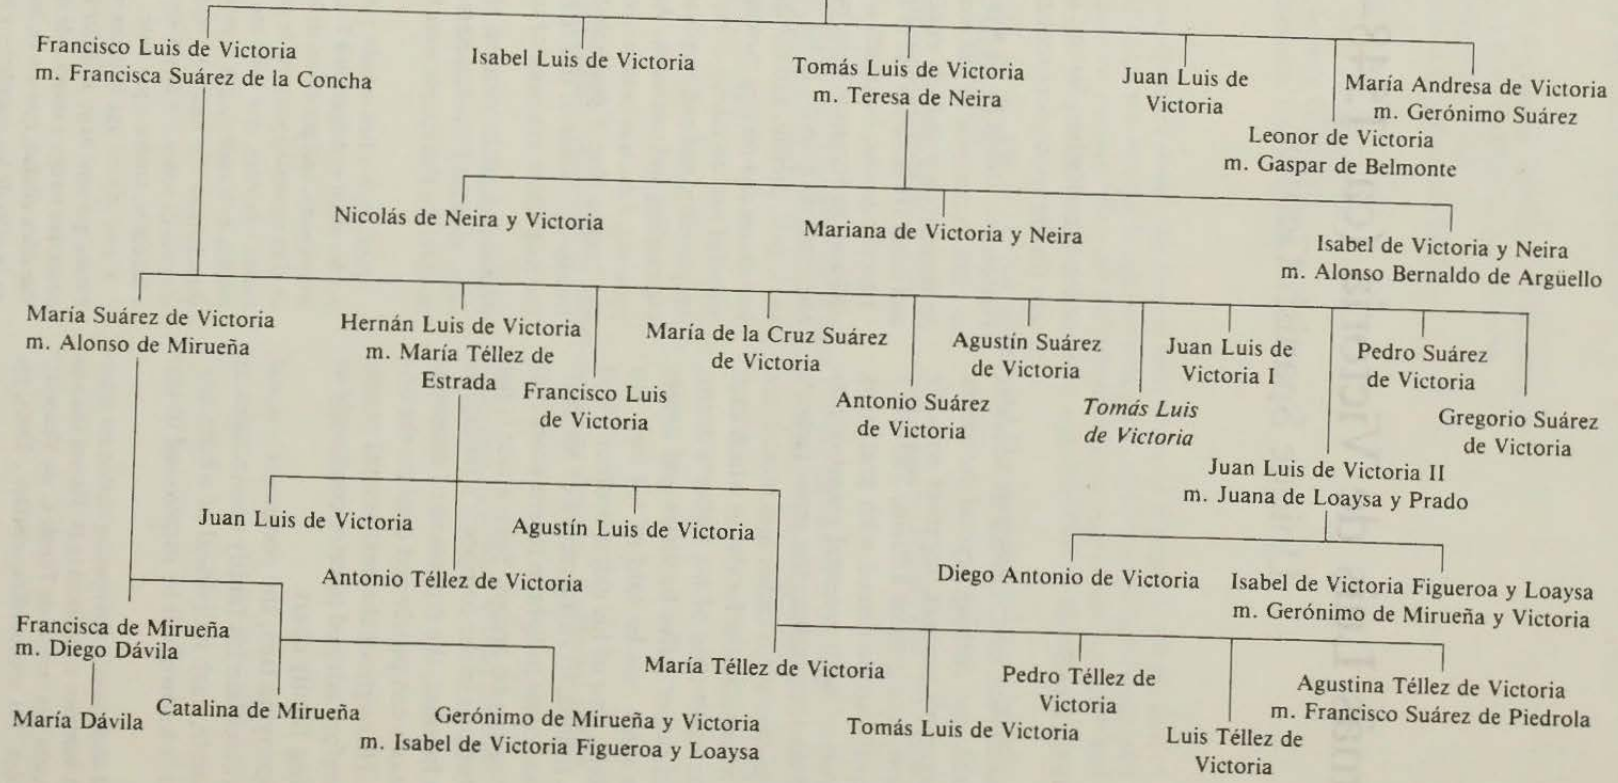 Francisco Luis de Victoria
m. Francisca Suárez de la Concha
Isabel Luis de Victoria
Tomás Luis de Victoria
m. Teresa de Neira
Juan Luis de
Victoria
Leonor de Victoria
m. Gaspar de Belmonte
María Andresa de Victoria
m. Gerónimo Suárez
Nicolás de Neira y Victoria
Mariana de Victoria y Neira
Isabel de Victoria y Neira
m. Alonso Bernaldo de Argüello
María Suárez de Victoria
m. Alonso de Mirueña
Hernán Luis de Victoria
m. María Téllez de
Estrada
Francisco Luis
de Victoria
María de la Cruz Suárez
de Victoria
Antonio Suárez
de Victoria
Agustín Suárez
de Victoria
Tomás Luis
de Victoria
Juan Luis de
Victoria I
Juan Luis de Victoria II
m. Juana de Loaysa y Prado
Pedro Suárez
de Victoria
Gregorio Suárez
de Victoria
Juan Luis de Victoria
Antonio Téllez de Victoria
Agustín Luis de Victoria
Diego Antonio de Victoria
Isabel de Victoria Figueroa y Loaysa
m. Gerónimo de Mirueña y Victoria
Francisca de Mirueña
m. Diego Dávila
María Dávila
Catalina de Mirueña
Gerónimo de Mirueña y Victoria
m. Isabel de Victoria Figueroa y Loaysa
María Téllez de Victoria
Tomás Luis de Victoria
Pedro Téllez de
Victoria
Luis Téllez de
Victoria
Agustina Téllez de Victoria
m. Francisco Suárez de Piedrola